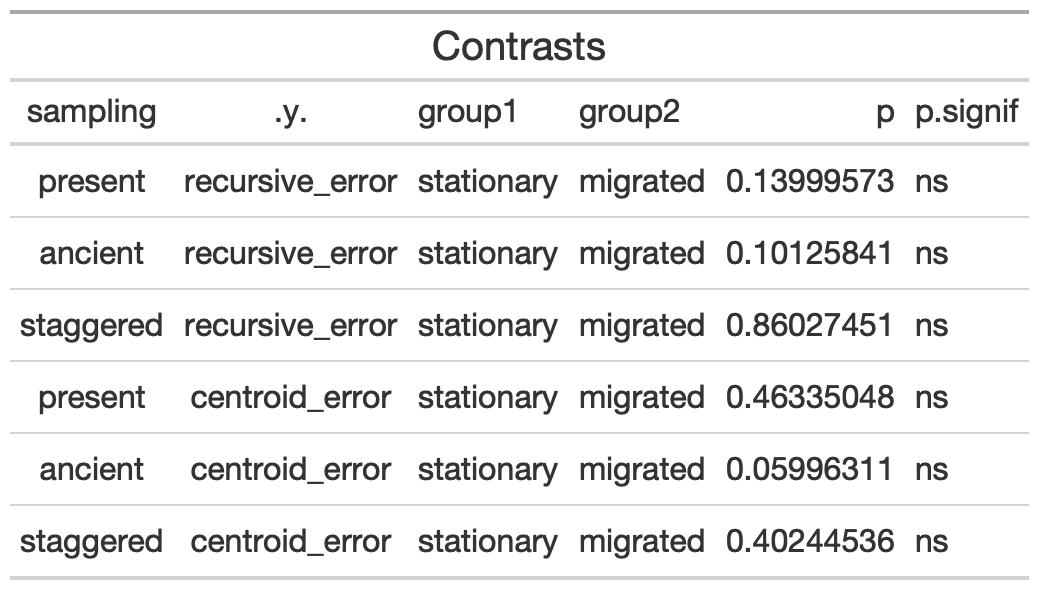 Contrasts
sampling .y. group1 group2 p p.signif
present recursive_error stationary migrated 0.13999573 ns
ancient recursive_error stationary migrated 0.10125841 ns
staggered recursive_error stationary migrated 0.86027451 ns
present centroid_error stationary migrated 0.46335048 ns
ancient centroid_error stationary migrated 0.05996311 ns
staggered centroid_error stationary migrated 0.40244536 ns